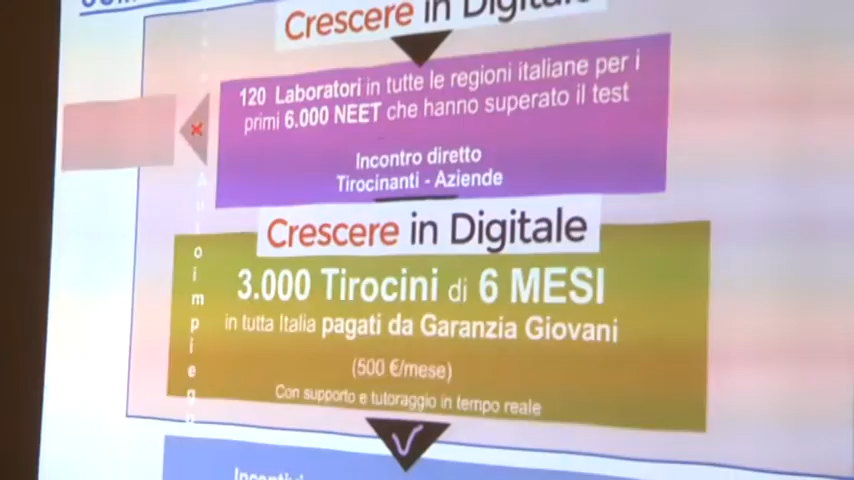 Crescere in Digitale
120 Laboratori in tutte le regioni italiane per i
primi 6.000 NEET che hanno superato il test
Incontro diretto
Tirocinanti - Aziende
Crescere in Digitale
3.000 Tirocini di 6 MESI
in tutta Italia pagati da Garanzia Giovani
(500 €/mese)
Con supporto e tutoraggio in tempo reale
Autoimpiego